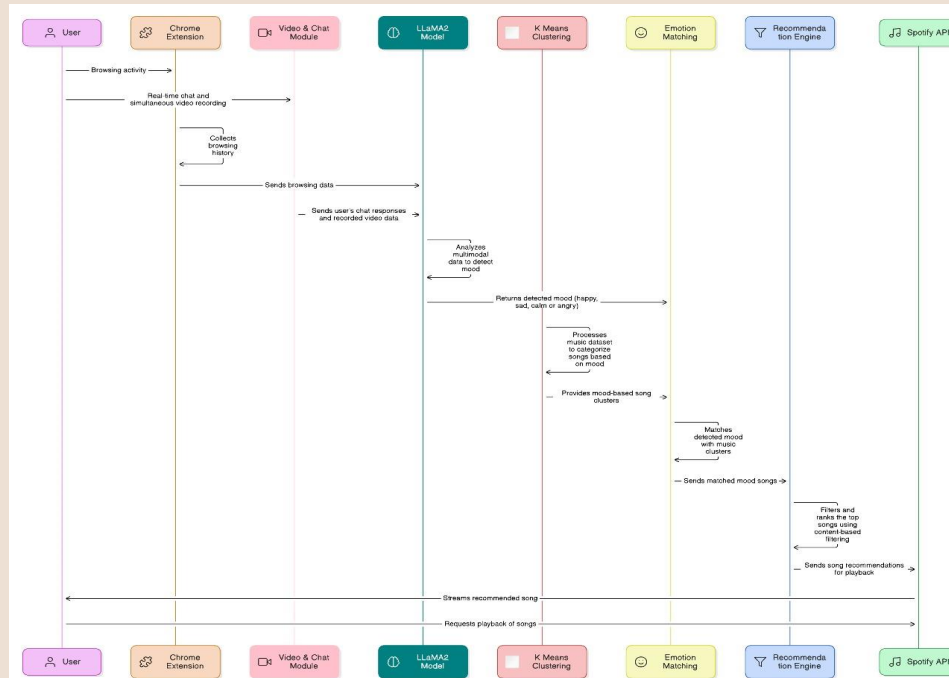 User
Chrome
Extension
Video & Chat
Module
LLaMA2
Model
K Means
Clustering
Emotion
Matching
Recommenda
tion Engine
Spotify API
Browsing activity
Real-time chat and
simultaneous video recording
Collects
browsing
history
Sends browsing data
Sends user's chat responses
and recorded video data
Analyzes
multimodal
data to detect
mood
Returns detected mood (happy,
sad, calm or angry)
Processes
music dataset
to categorize
songs based
on mood
Provides mood-based song
clusters
Matches
detected mood
with music
clusters
Sends matched mood songs
Filters and
ranks the top
songs using
content-based
filtering
Sends song recommendations
for playback
Streams recommended song
Requests playback of songs
User
Chrome
Extension
Video & Chat
Module
LLaMA2
Model
K Means
Clustering
Emotion
Matching
Recommenda
tion Engine
Spotify API